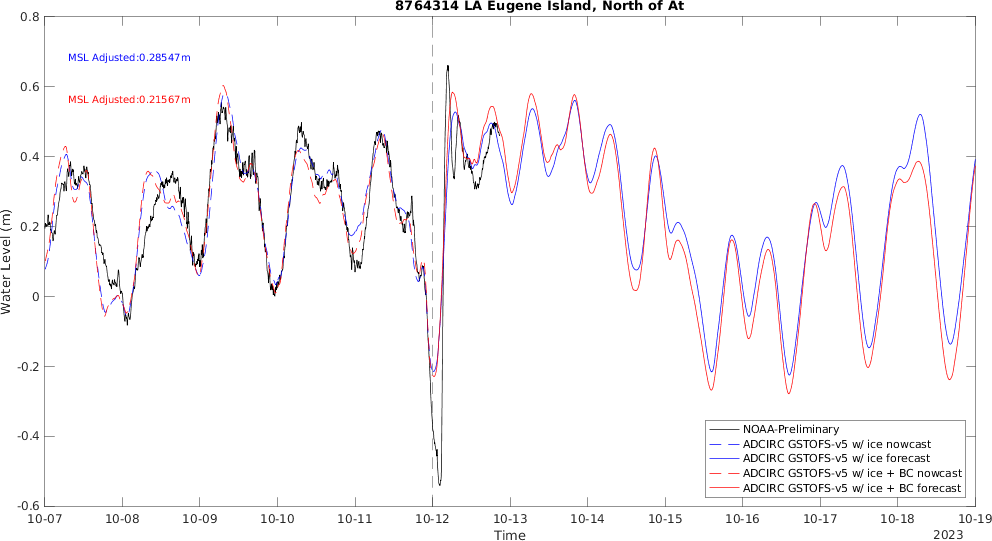 8764314 LA Eugene Island, North of At
MSL Adjusted:0.28547m
MSL Adjusted:0.21567m
Water Level (m)
0.8
0.6
0.4
0.2
0
-0.2
-0.4
-0.6
NOAA-Preliminary
ADCIRC GSTOFS-v5 w/ ice nowcast
ADCIRC GSTOFS-v5 w/ ice forecast
ADCIRC GSTOFS-v5 w/ ice + BC nowcast
ADCIRC GSTOFS-v5 w/ ice + BC forecast
10-07 10-08 10-09 10-10 10-11 10-12 10-13 10-14 10-15 10-16 10-17 10-18 10-19
Time
2023